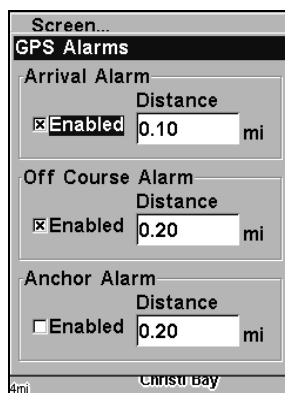 Screen...
GPS Alarms
Arrival Alarm
Distance
Enabled 0.10 mi
Off Course Alarm
Distance
Enabled 0.20 mi
Anchor Alarm
Distance
Enabled 0.20 mi
4mi Christi Bay